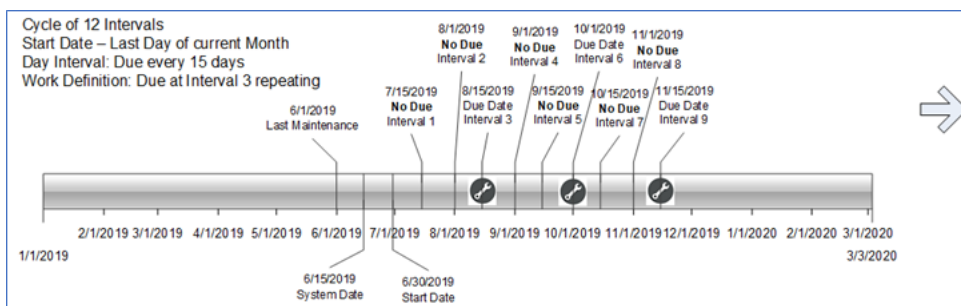 Cycle of 12 Intervals
Start Date – Last Day of current Month
Day Interval: Due every 15 days
Work Definition: Due at Interval 3 repeating
6/1/2019
Last Maintenance
7/15/2019
No Due
Interval 1
8/1/2019
No Due
Interval 2
8/15/2019
Due Date
Interval 3
9/1/2019
No Due
Interval 4
9/15/2019
No Due
Interval 5
10/1/2019
Due Date
Interval 6
10/15/2019
No Due
Interval 7
11/1/2019
No Due
Interval 8
11/15/2019
Due Date
Interval 9
2/1/2019 3/1/2019 4/1/2019 5/1/2019 6/1/2019 7/1/2019 8/1/2019 9/1/2019 10/1/2019 11/1/2019 12/1/2019 1/1/2020 2/1/2020 3/1/2020
1/1/2019 3/3/2020
6/15/2019
System Date
6/30/2019
Start Date